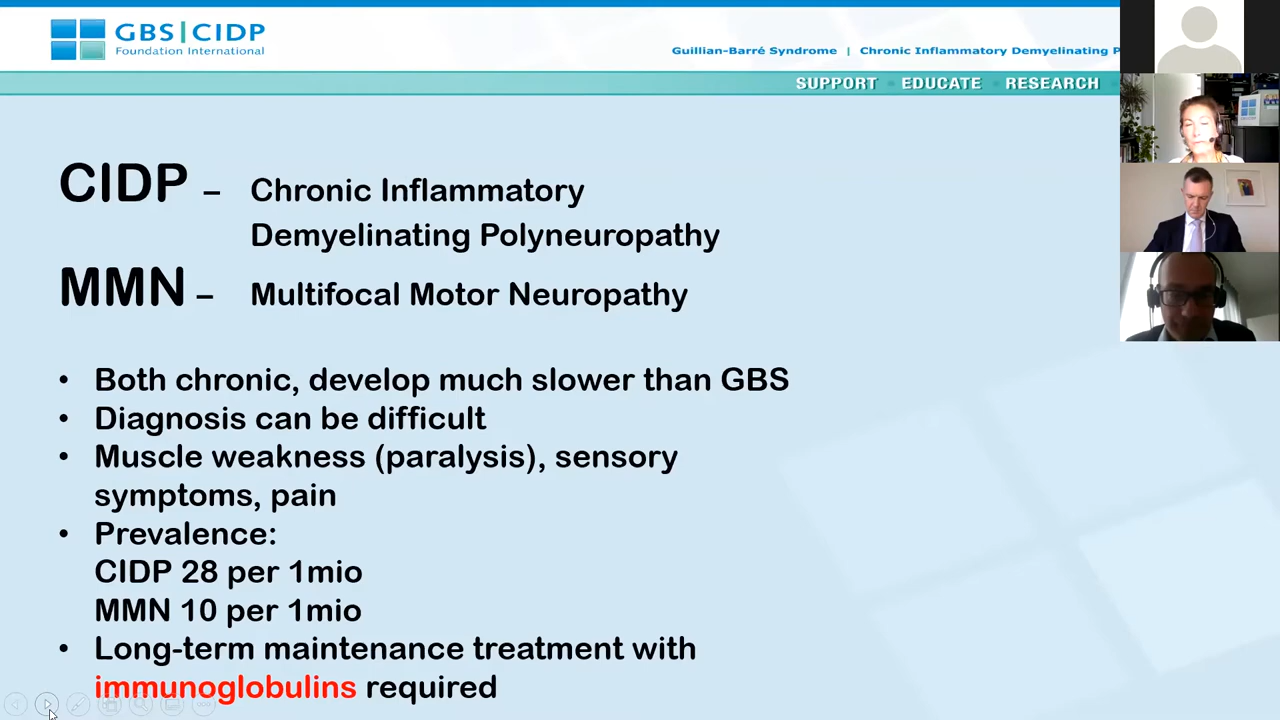 GBS|CIDP
Foundation International
Guillian-Barré Syndrome | Chronic Inflammatory Demyelinating P
SUPPORT EDUCATE RESEARCH
CIDP – Chronic Inflammatory
Demyelinating Polyneuropathy
MMN – Multifocal Motor Neuropathy
• Both chronic, develop much slower than GBS
• Diagnosis can be difficult
• Muscle weakness (paralysis), sensory
symptoms, pain
• Prevalence:
CIDP 28 per 1mio
MMN 10 per 1mio
• Long-term maintenance treatment with
immunoglobulins required